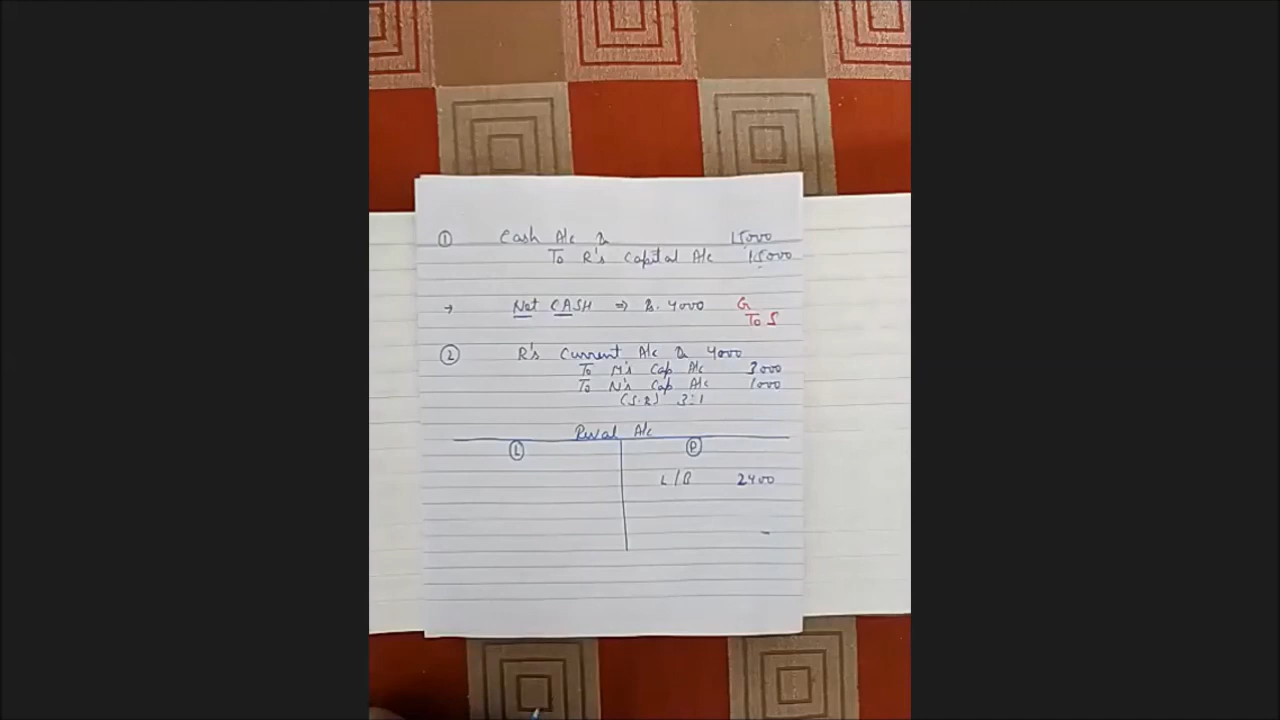 ① Cash A/c Dr 15000
To R's Capital A/c 15000
→ Net CASH ⇒ Rs. 4000 G
To S
② R's Current A/c Dr 4000
To M's Cap A/c 3000
To N's Cap A/c 1000
(S.R) 3:1
Reval A/c
Ⓛ Ⓟ
L/B 2400